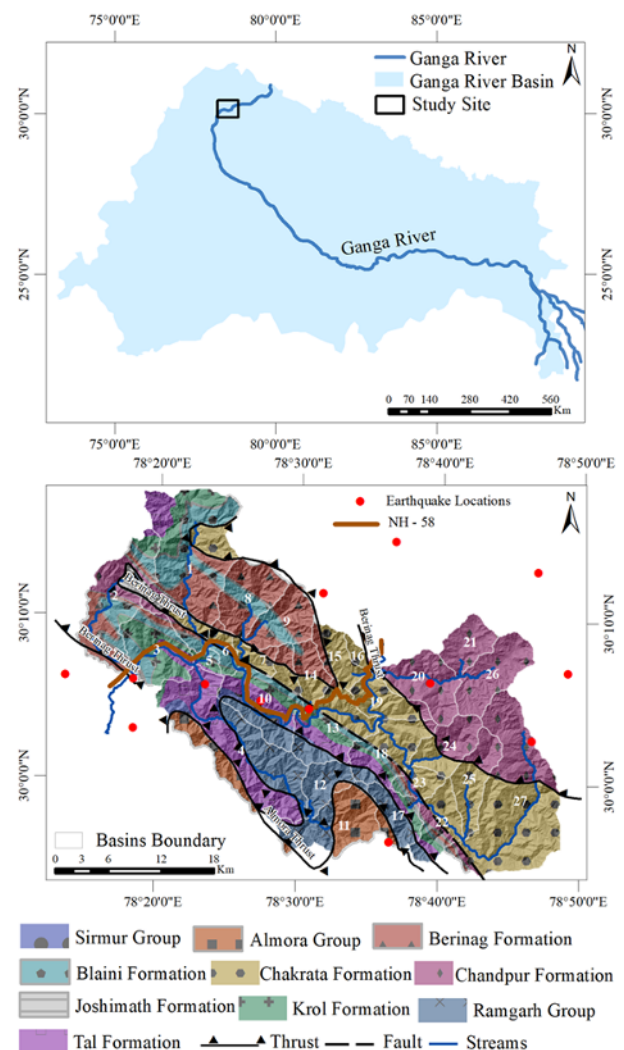 75°0'0"E 80°0'0"E 85°0'0"E
N
Ganga River
Ganga River Basin
Study Site
30°0'0"N 30°0'0"N
Ganga River
25°0'0"N 25°0'0"N
0 70 140 280 420 560
Km
75°0'0"E 80°0'0"E 85°0'0"E
78°20'0"E 78°30'0"E 78°40'0"E 78°50'0"E
Earthquake Locations
N
NH - 58
1
2
Berinag Thrust
8
9
30°10'0"N 30°10'0"N
Berinag Thrust
Berinag Thrust
21
3
5
6
7
15
16
14
20
26
10
19
13
4
18
24
12
23
25
30°0'0"N 30°0'0"N
27
11
17
22
Almora Thrust
Basins Boundary
0 3 6 12 18
Km
78°20'0"E 78°30'0"E 78°40'0"E 78°50'0"E
Sirmur Group Almora Group Berinag Formation
Blaini Formation Chakrata Formation Chandpur Formation
Joshimath Formation Krol Formation Ramgarh Group
Tal Formation Thrust Fault Streams